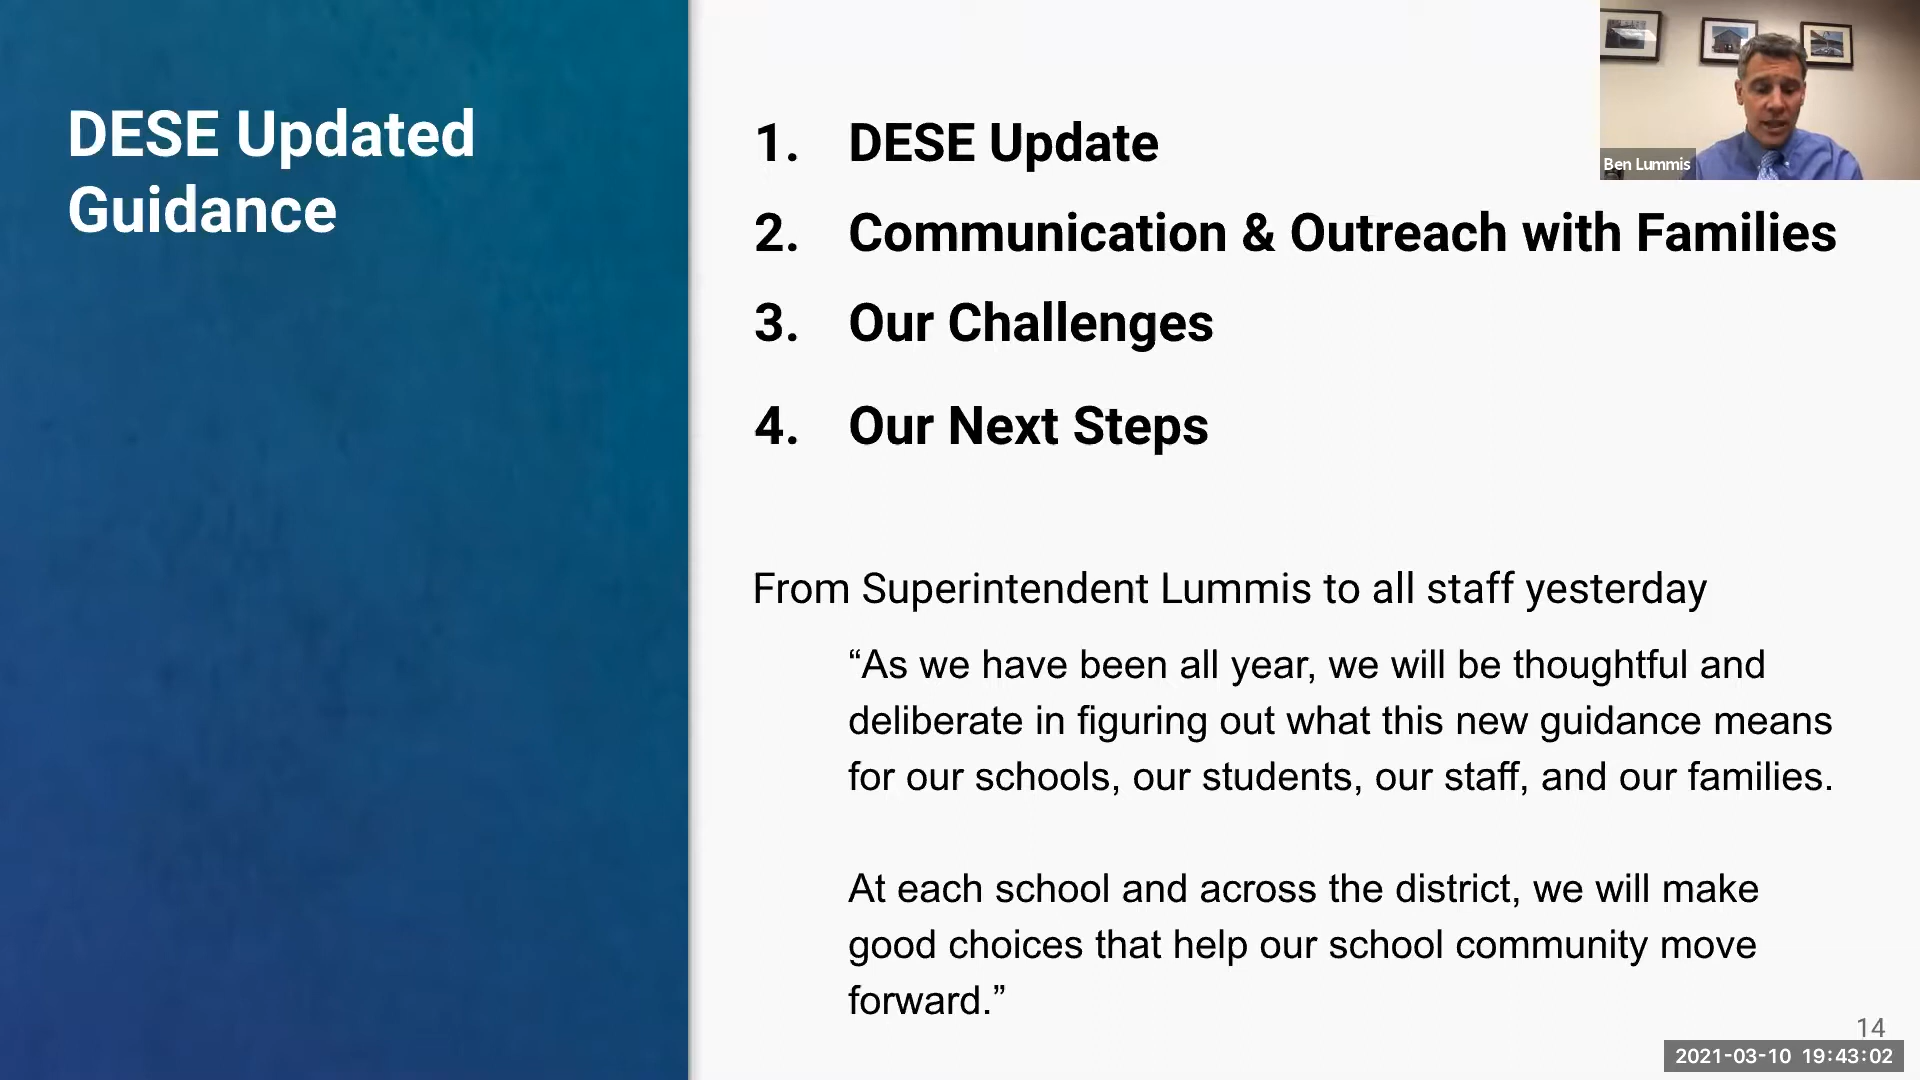 DESE Updated
Guidance
1. DESE Update
2. Communication & Outreach with Families
3. Our Challenges
4. Our Next Steps
From Superintendent Lummis to all staff yesterday
“As we have been all year, we will be thoughtful and
deliberate in figuring out what this new guidance means
for our schools, our students, our staff, and our families.
At each school and across the district, we will make
good choices that help our school community move
forward.”
Ben Lummis
14
2021-03-10 19:43:02